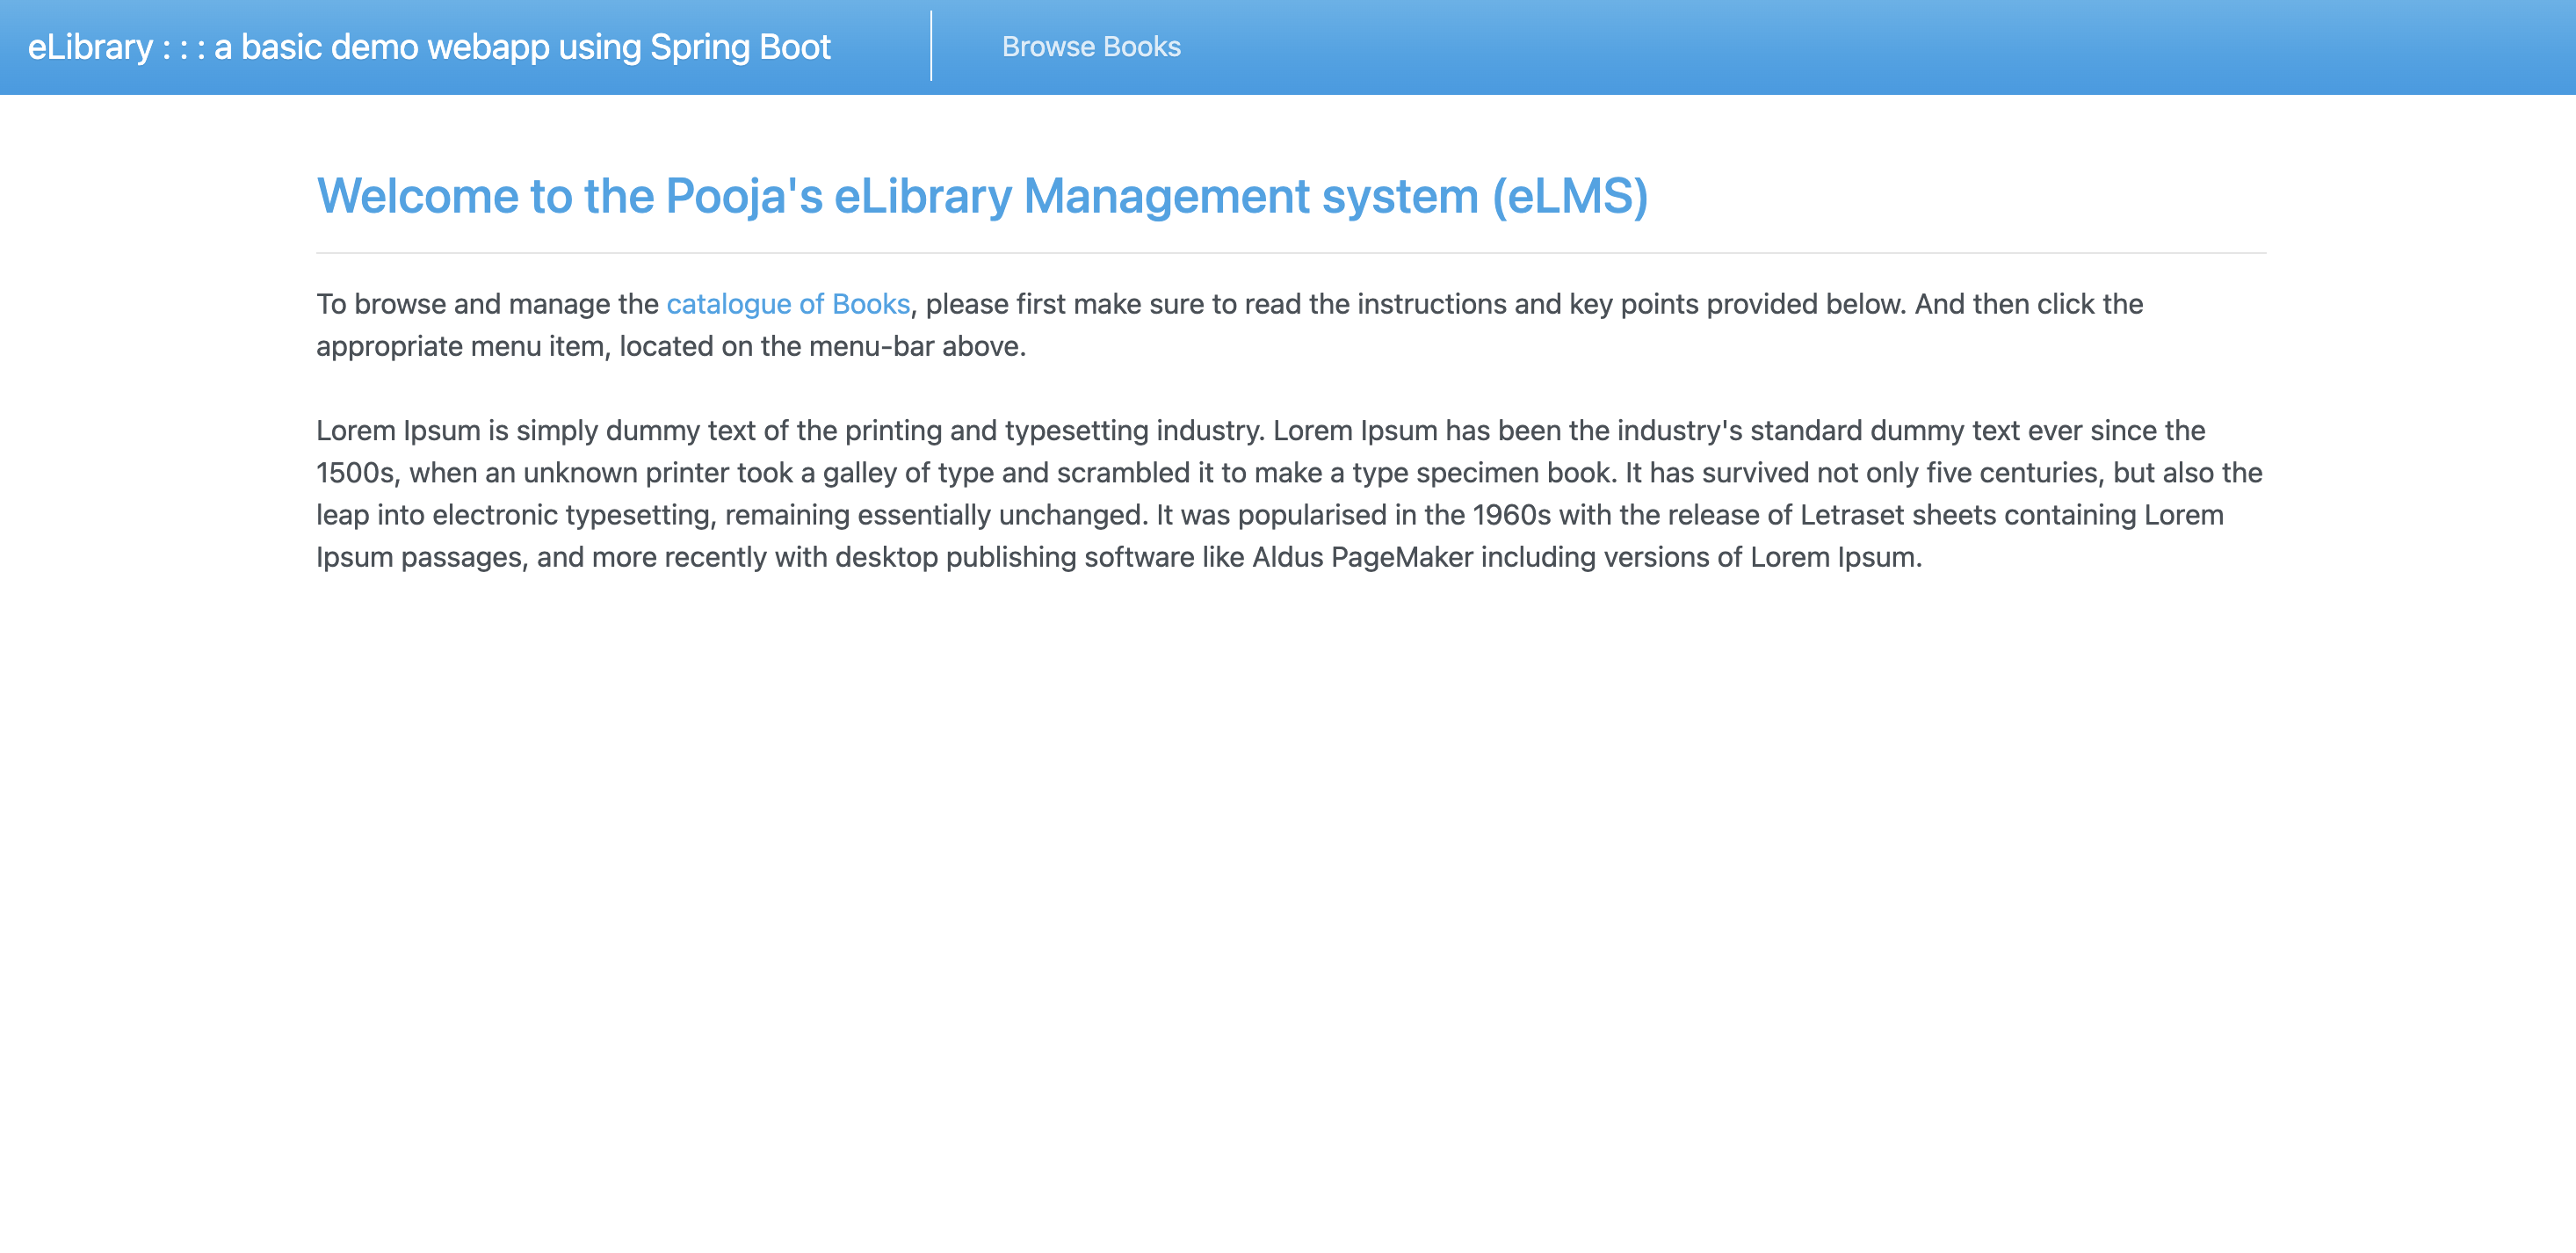 eLibrary : : : a basic demo webapp using Spring Boot
Browse Books
Welcome to the Pooja's eLibrary Management system (eLMS)
To browse and manage the catalogue of Books, please first make sure to read the instructions and key points provided below. And then click the
appropriate menu item, located on the menu-bar above.
Lorem Ipsum is simply dummy text of the printing and typesetting industry. Lorem Ipsum has been the industry's standard dummy text ever since the
1500s, when an unknown printer took a galley of type and scrambled it to make a type specimen book. It has survived not only five centuries, but also the
leap into electronic typesetting, remaining essentially unchanged. It was popularised in the 1960s with the release of Letraset sheets containing Lorem
Ipsum passages, and more recently with desktop publishing software like Aldus PageMaker including versions of Lorem Ipsum.